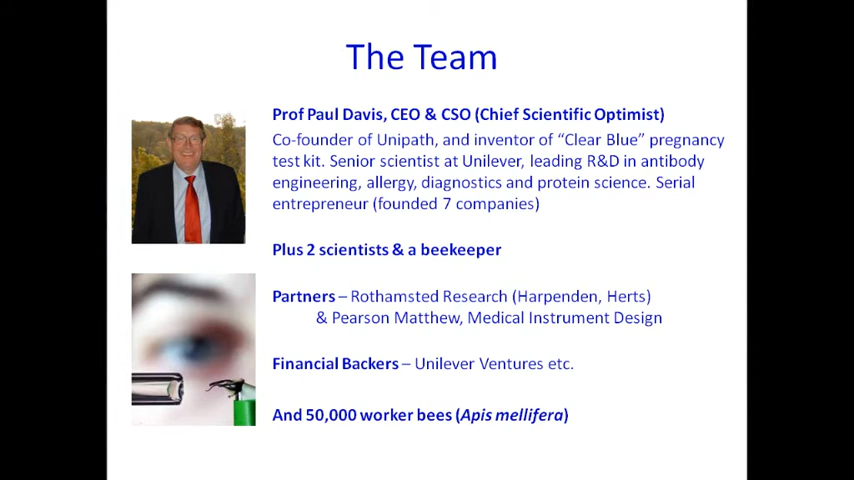 The Team
Prof Paul Davis, CEO & CSO (Chief Scientific Optimist)
Co-founder of Unipath, and inventor of “Clear Blue” pregnancy
test kit. Senior scientist at Unilever, leading R&D in antibody
engineering, allergy, diagnostics and protein science. Serial
entrepreneur (founded 7 companies)
Plus 2 scientists & a beekeeper
Partners – Rothamsted Research (Harpenden, Herts)
& Pearson Matthew, Medical Instrument Design
Financial Backers – Unilever Ventures etc.
And 50,000 worker bees (Apis mellifera)